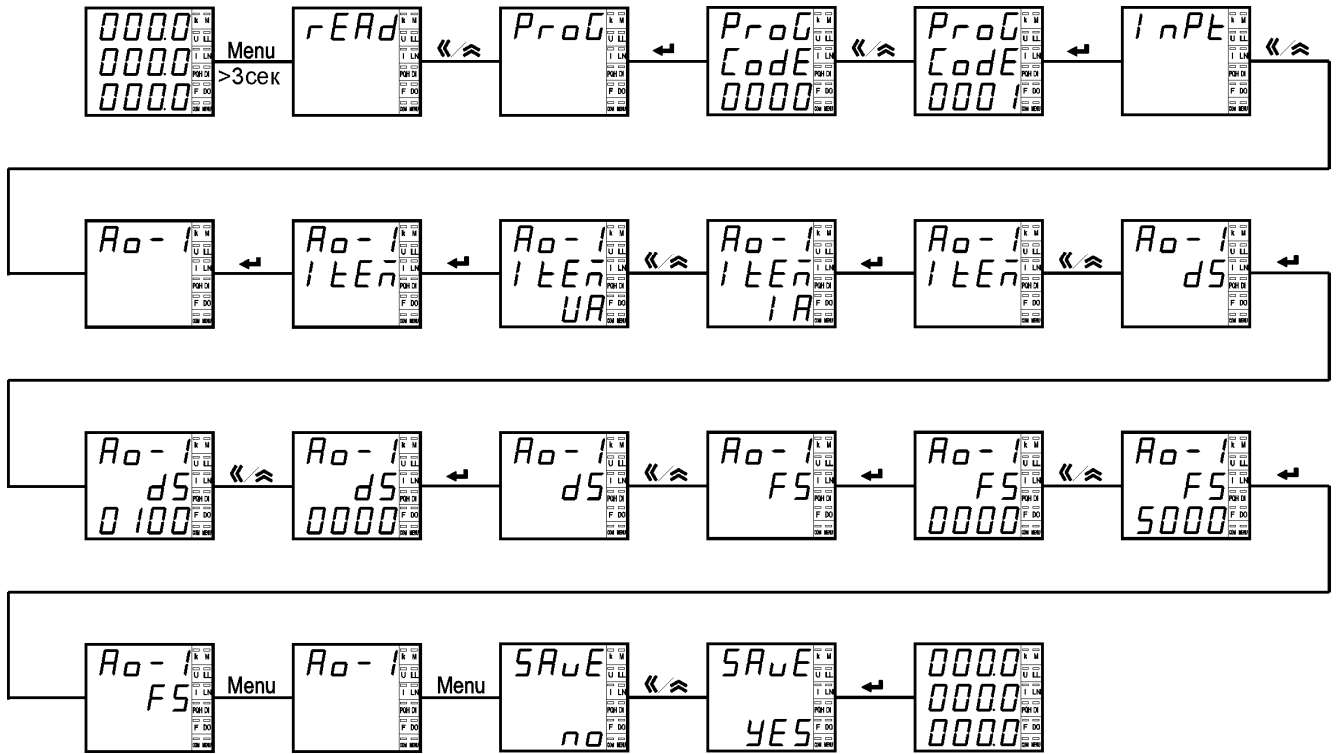 000.0
000.0
000.0
Menu
>3сек
rEAd
ProG
ProG
CodE
0000
ProG
CodE
0001
InPt
Ao-1
Ao-1
ItEm
Ao-1
ItEm
UA
Ao-1
ItEm
IA
Ao-1
ItEm
Ao-1
dS
Ao-1
dS
0100
Ao-1
dS
0000
Ao-1
dS
Ao-1
FS
Ao-1
FS
0000
Ao-1
FS
5000
Ao-1
FS
Menu
Ao-1
Menu
SAvE
no
SAvE
YES
000.0
000.0
000.0